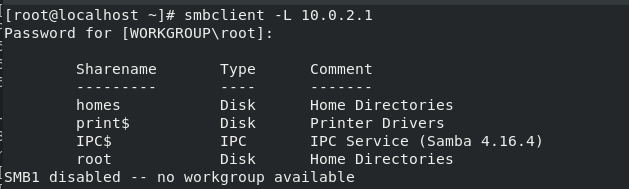 [root@localhost ~]# smbclient -L 10.0.2.1
Password for [WORKGROUP\root]:
Sharename Type Comment
--------- ---- -------
homes Disk Home Directories
print$ Disk Printer Drivers
IPC$ IPC IPC Service (Samba 4.16.4)
root Disk Home Directories
SMB1 disabled -- no workgroup available